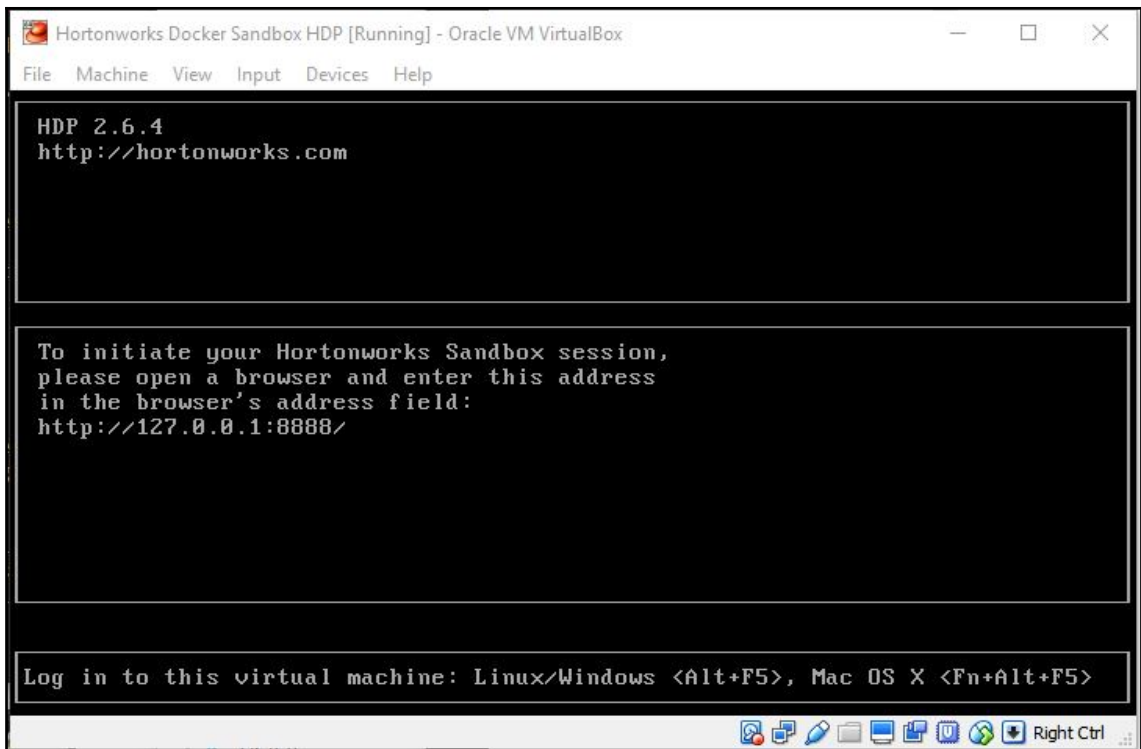 Hortonworks Docker Sandbox HDP [Running] - Oracle VM VirtualBox
File Machine View Input Devices Help
HDP 2.6.4
http://hortonworks.com
To initiate your Hortonworks Sandbox session,
please open a browser and enter this address
in the browser's address field:
http://127.0.0.1:8888/
Log in to this virtual machine: Linux/Windows <Alt+F5>, Mac OS X <Fn+Alt+F5>
Right Ctrl